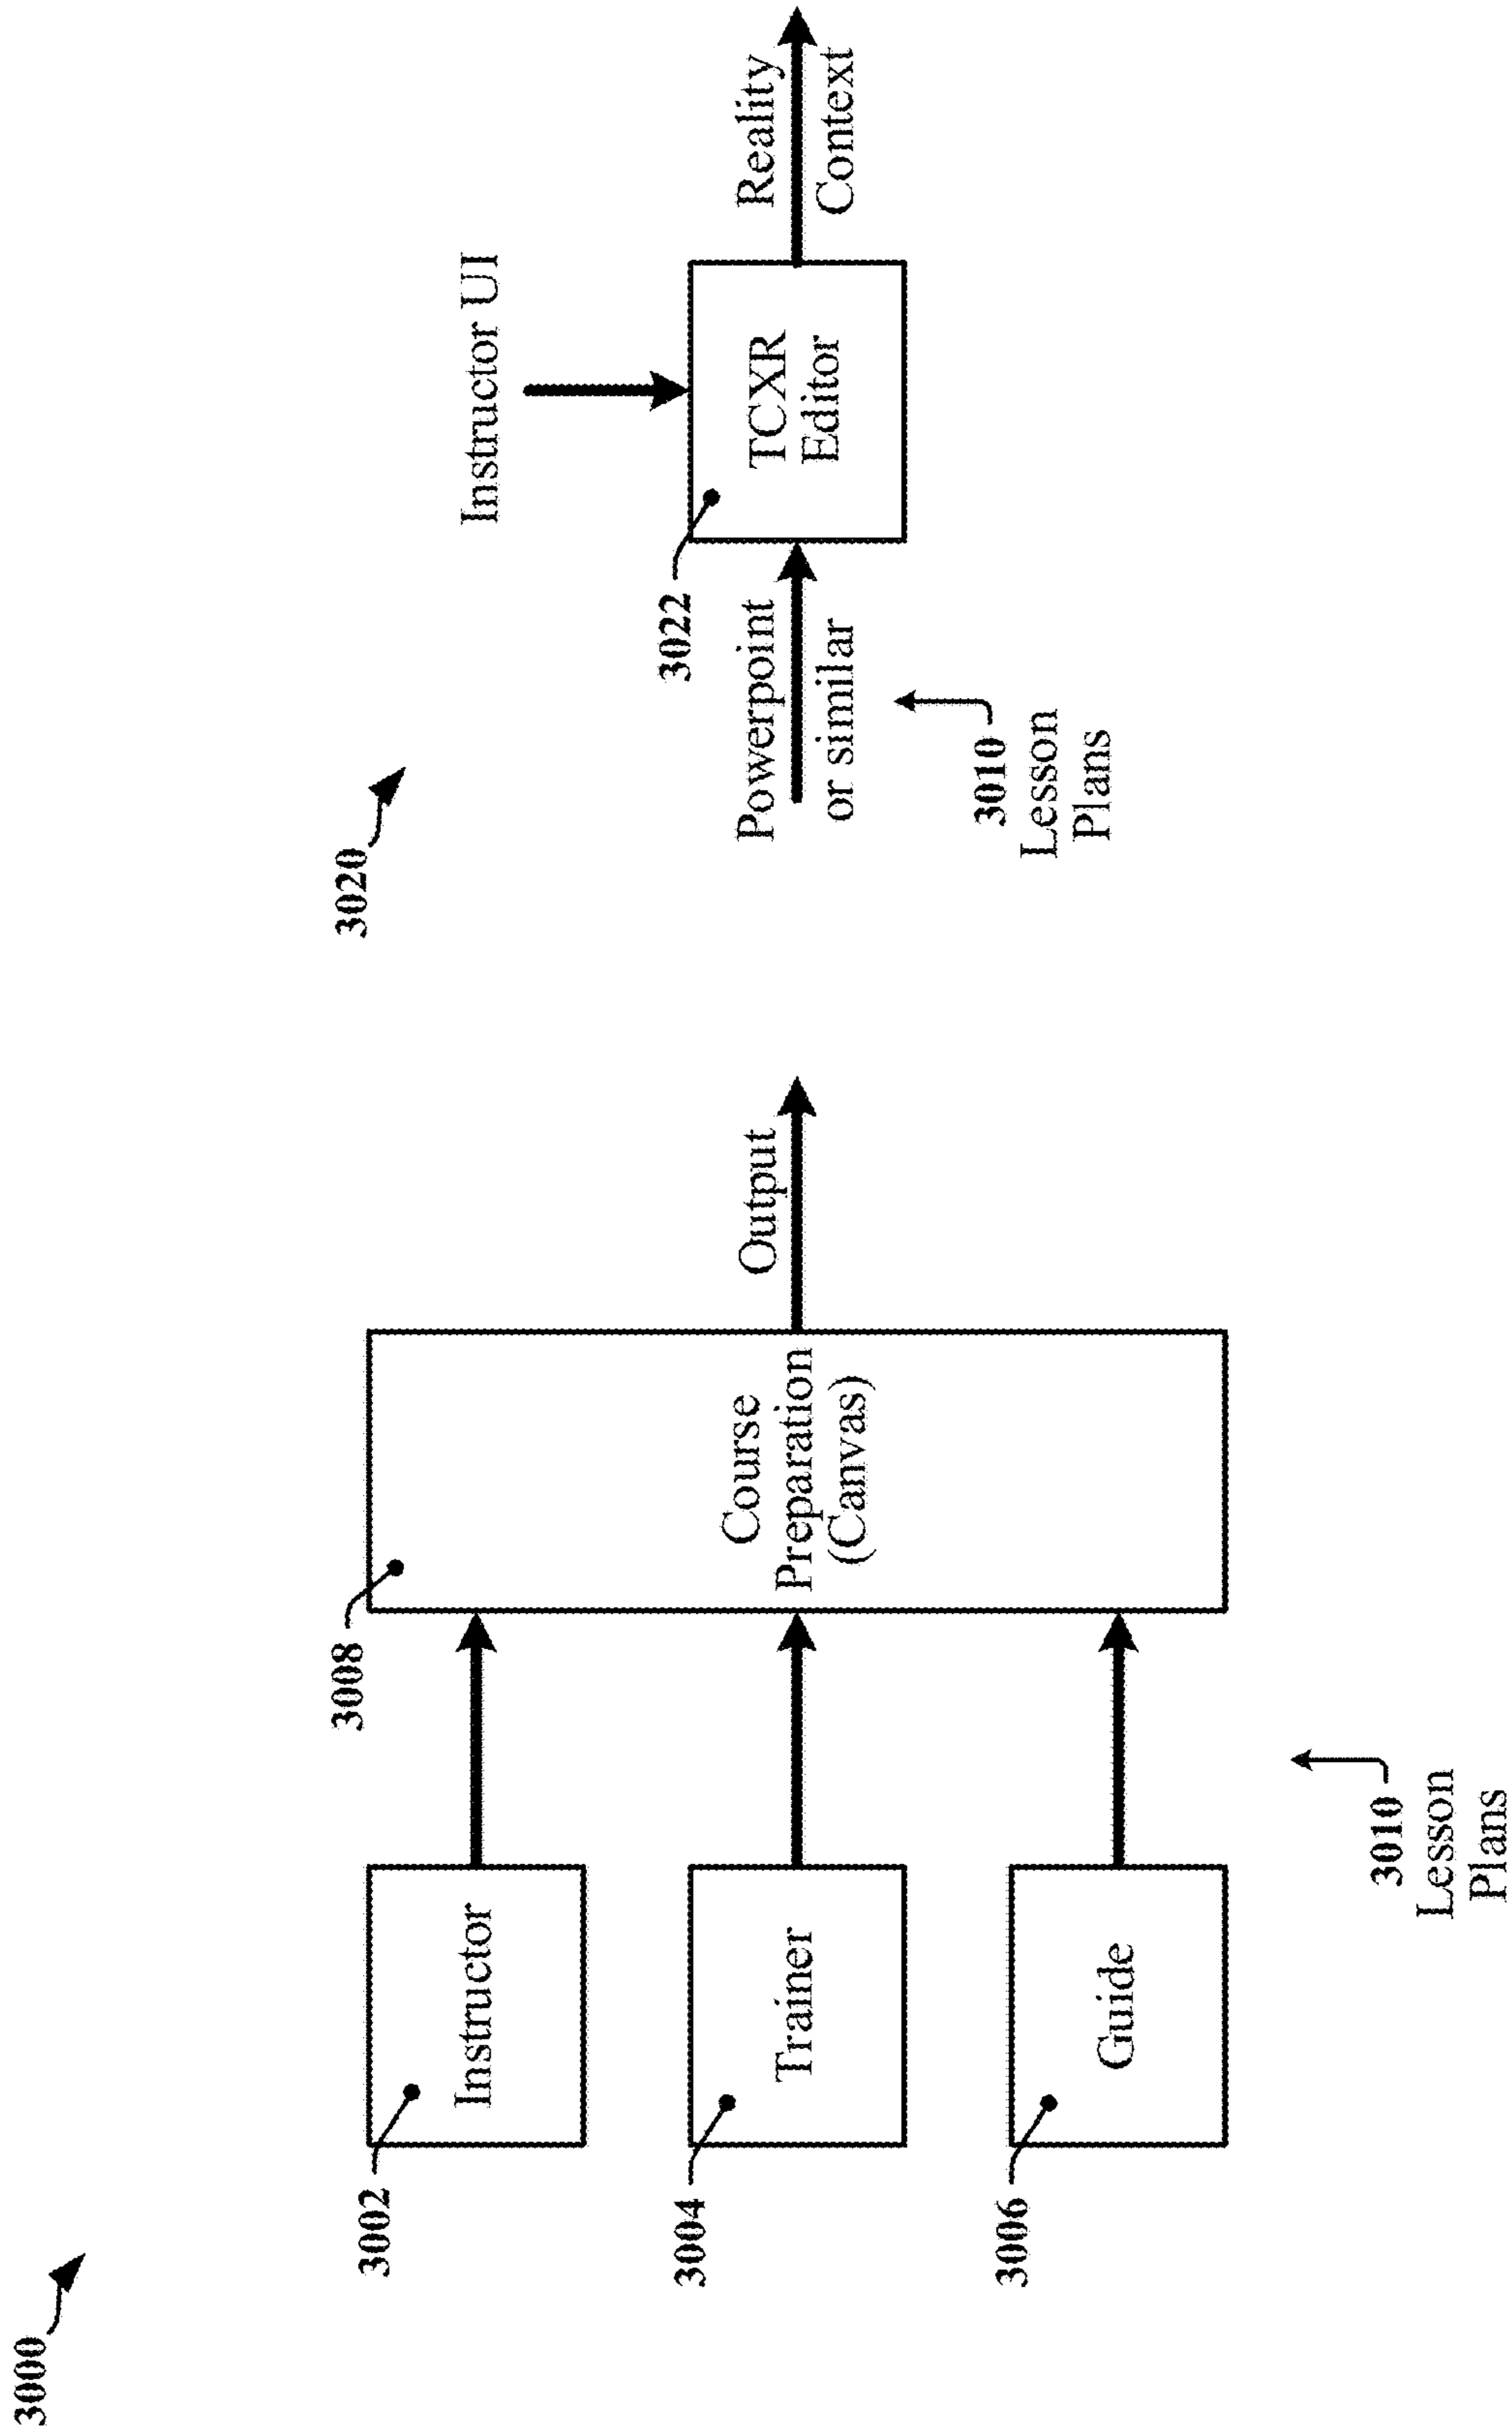 3000
3002
Instructor
3004
Trainer
3006
Guide
3008
Course
Preparation
(Canvas)
3010
Lesson
Plans
Output
3020
Powerpoint
or similar
3010
Lesson
Plans
3022
Instructor UI
TCXR
Editor
Reality
Context